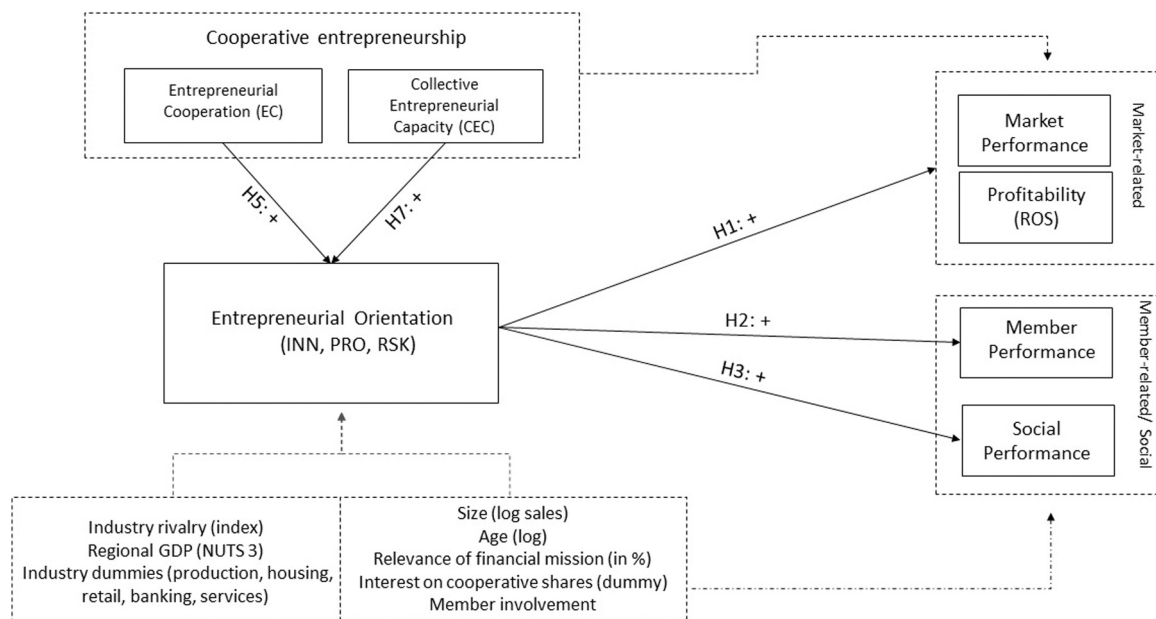 Cooperative entrepreneurship
Entrepreneurial
Cooperation (EC)
Collective
Entrepreneurial
Capacity (CEC)
H5: +
H7: +
Entrepreneurial Orientation
(INN, PRO, RSK)
H1: +
H2: +
H3: +
Market
Performance
Profitability
(ROS)
Market-related
Member
Performance
Social
Performance
Member-related/ Social
Industry rivalry (index)
Regional GDP (NUTS 3)
Industry dummies (production, housing,
retail, banking, services)
Size (log sales)
Age (log)
Relevance of financial mission (in %)
Interest on cooperative shares (dummy)
Member involvement